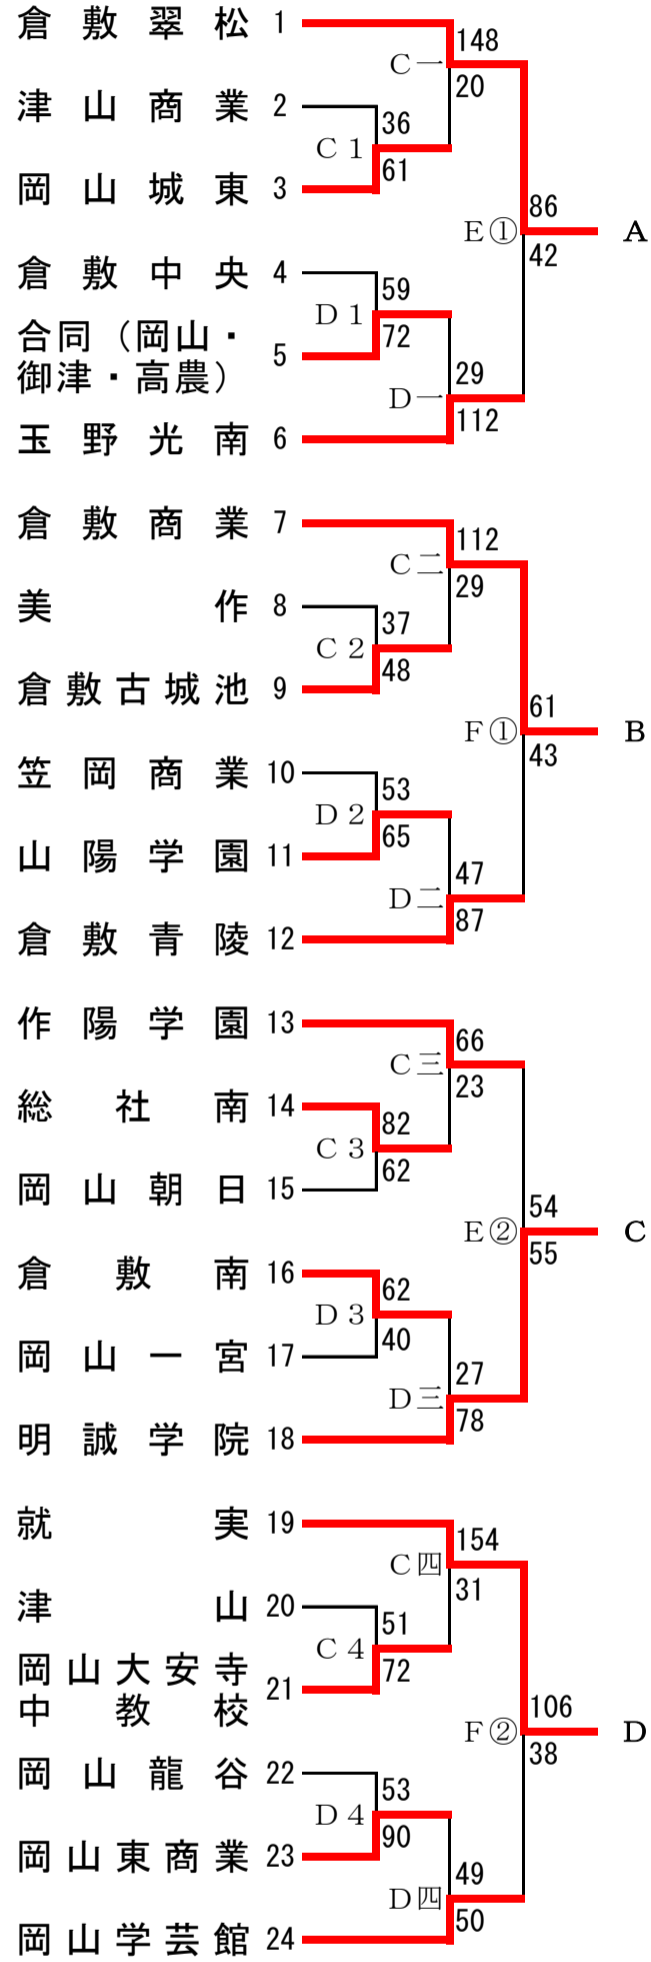 倉敷翠松 1
148
C一
20
津山商業 2
36
C1
61
岡山城東 3
86
E① A
42
倉敷中央 4
59
D1
72
合同（岡山・
御津・高農） 5
29
D一
112
玉野光南 6
倉敷商業 7
112
C二
29
美作 8
37
C2
48
倉敷古城池 9
61
F① B
43
笠岡商業 10
53
D2
65
山陽学園 11
47
D二
87
倉敷青陵 12
作陽学園 13
66
C三
23
総社南 14
82
C3
62
岡山朝日 15
54
E② C
55
倉敷南 16
62
D3
40
岡山一宮 17
27
D三
78
明誠学院 18
就実 19
154
C四
31
津山 20
51
C4
72
岡山大安寺
中教校 21
106
F② D
38
岡山龍谷 22
53
D4
90
岡山東商業 23
49
D四
50
岡山学芸館 24